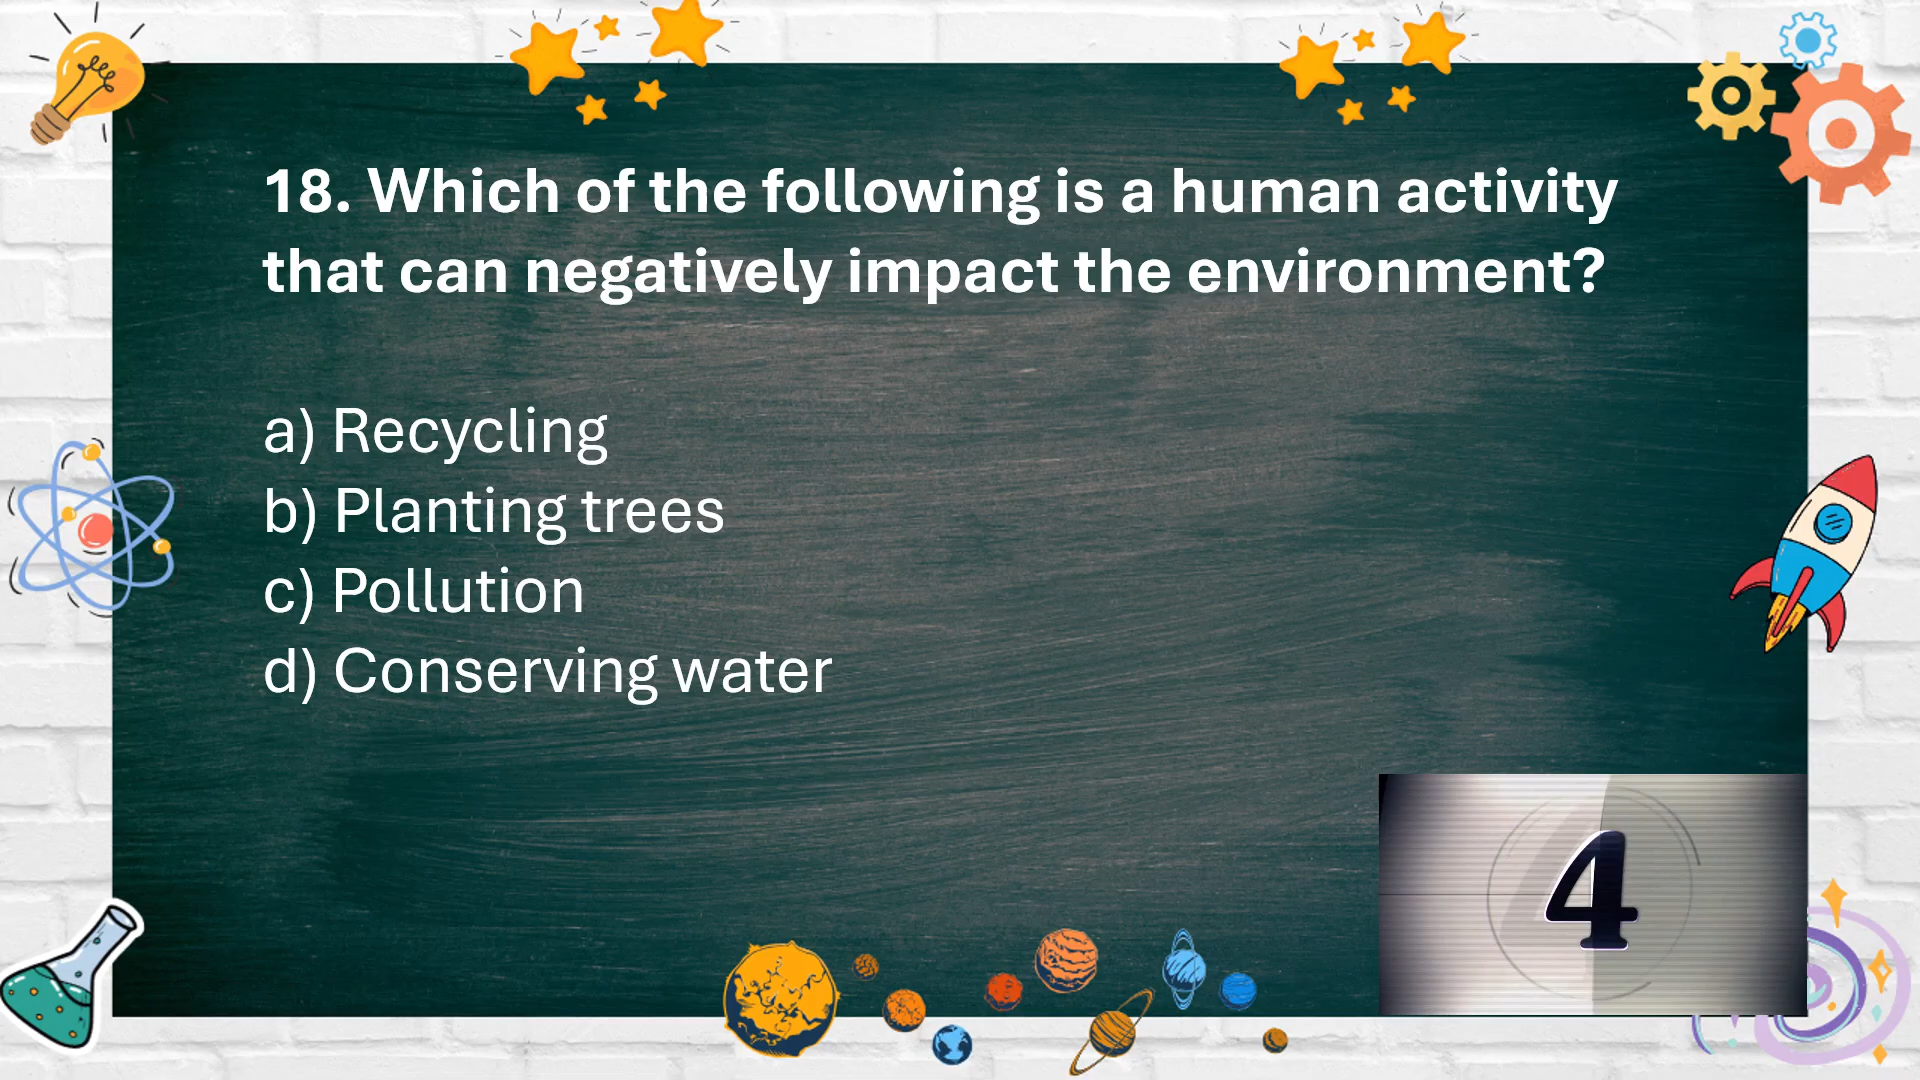 18. Which of the following is a human activity
that can negatively impact the environment?
a) Recycling
b) Planting trees
c) Pollution
d) Conserving water
4